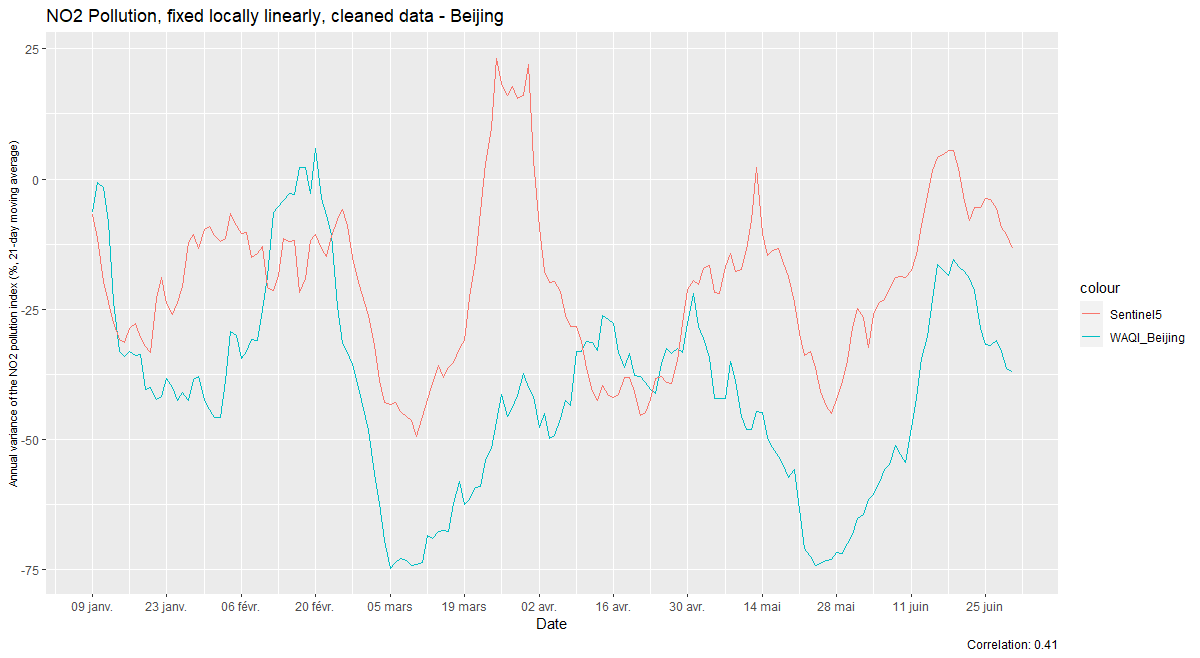 NO2 Pollution, fixed locally linearly, cleaned data - Beijing
Annual variance of the NO2 pollution index (%, 21-day moving average)
25
0
-25
-50
-75
09 janv. 23 janv. 06 févr. 20 févr. 05 mars 19 mars 02 avr. 16 avr. 30 avr. 14 mai 28 mai 11 juin 25 juin
Date
colour
Sentinel5
WAQI_Beijing
Correlation: 0.41